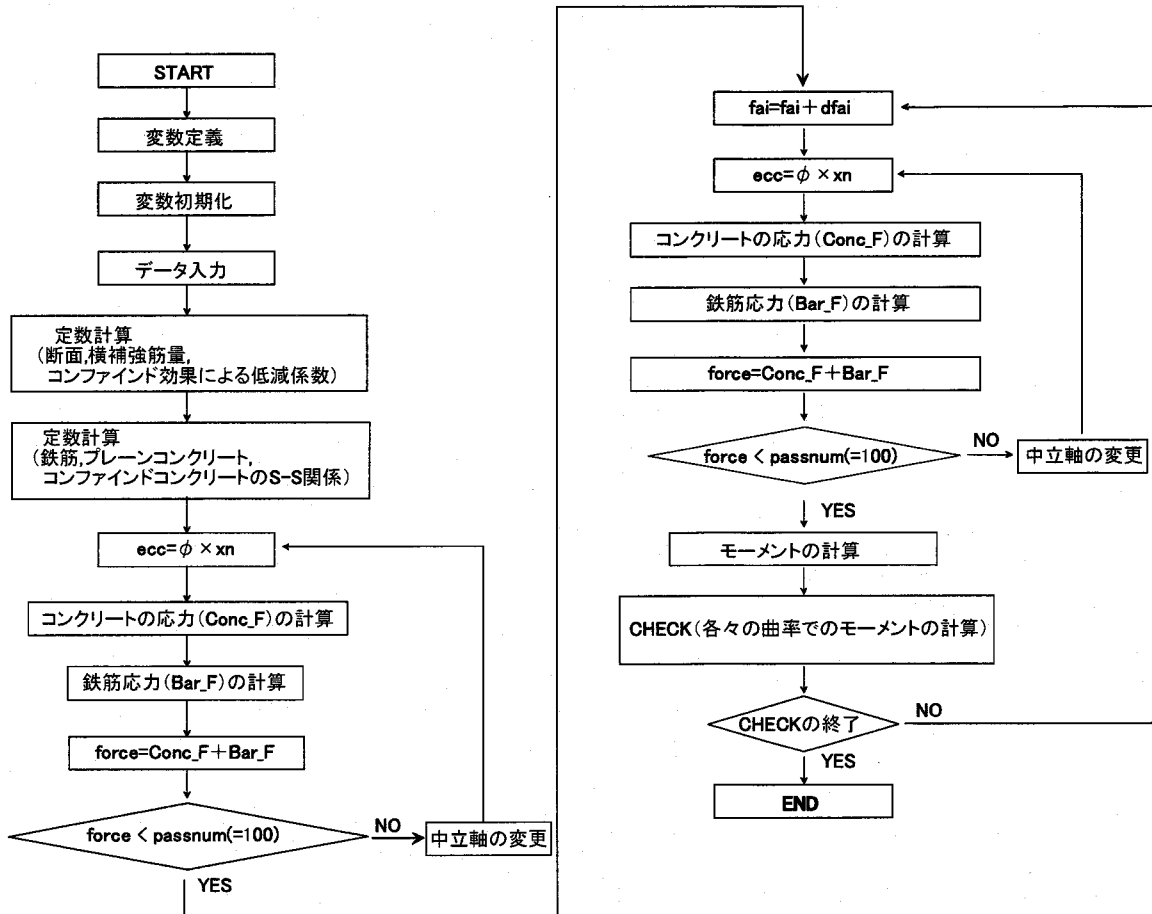 START
変数定義
変数初期化
データ入力
定数計算
(断面,横補強筋量,
コンファインド効果による低減係数)
定数計算
(鉄筋,プレーンコンクリート,
コンファインドコンクリートのS-S関係)
ecc=φ×xn
コンクリートの応力(Conc_F)の計算
鉄筋応力(Bar_F)の計算
force=Conc_F+Bar_F
force < passnum(=100)
NO
中立軸の変更
YES
fai=fai+dfai
ecc=φ×xn
コンクリートの応力(Conc_F)の計算
鉄筋応力(Bar_F)の計算
force=Conc_F+Bar_F
force < passnum(=100)
NO
中立軸の変更
YES
モーメントの計算
CHECK(各々の曲率でのモーメントの計算)
CHECKの終了
NO
YES
END